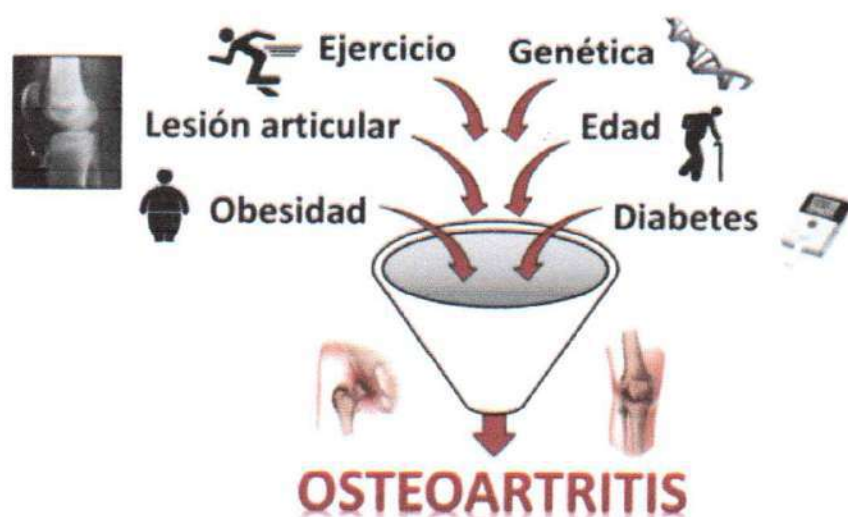 Ejercicio Genética
Lesión articular Edad
Obesidad Diabetes
OSTEOARTRITIS